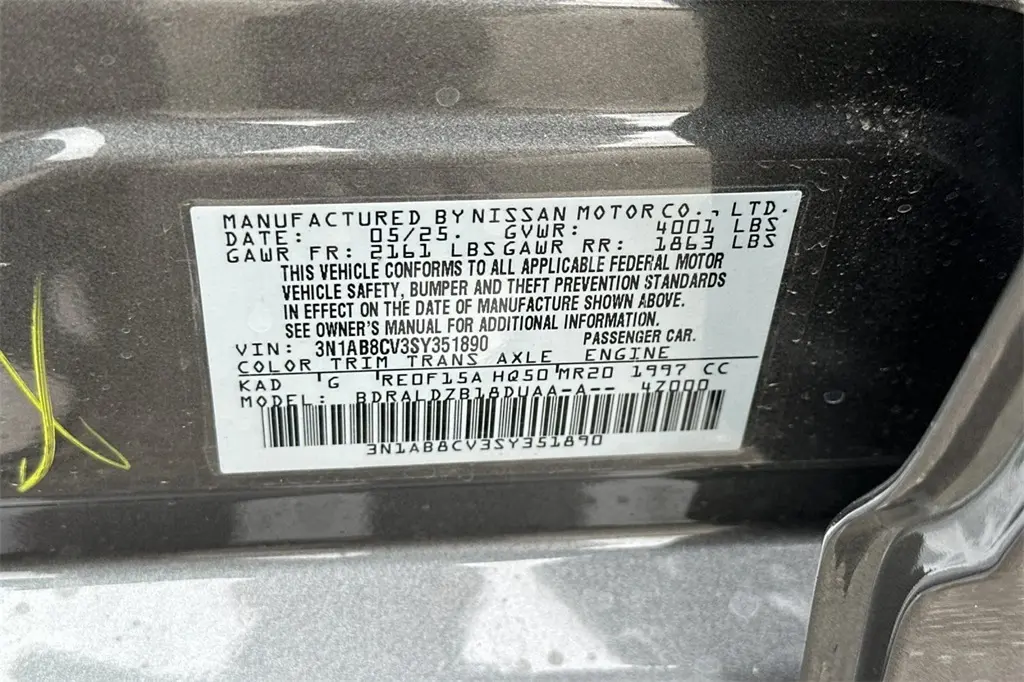 MANUFACTURED BY NISSAN MOTOR CO., LTD.
DATE: 05/25. GVWR: 4001 LBS
GAWR FR: 2161 LBS GAWR RR: 1863 LBS
THIS VEHICLE CONFORMS TO ALL APPLICABLE FEDERAL MOTOR
VEHICLE SAFETY, BUMPER AND THEFT PREVENTION STANDARDS
IN EFFECT ON THE DATE OF MANUFACTURE SHOWN ABOVE.
SEE OWNER'S MANUAL FOR ADDITIONAL INFORMATION.
VIN: 3N1AB8CV3SY351890 PASSENGER CAR.
COLOR TRIM TRANS AXLE ENGINE
KAD G RE0F15A HQ50 MR20 1997 CC
MODEL: BDRALDZB18DUAA-A-- 47000
3N1AB8CV3SY351890